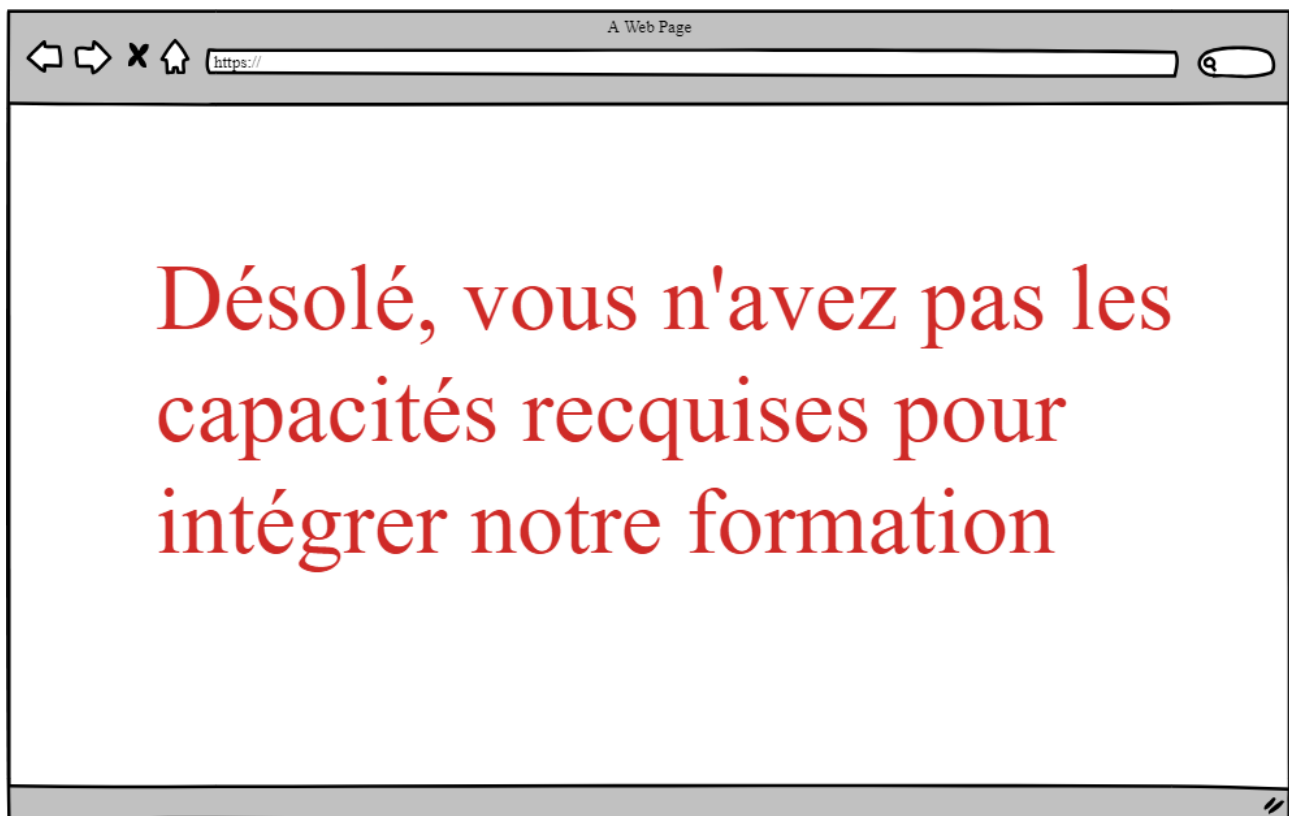 A Web Page
https://
Désolé, vous n'avez pas les
capacités recquises pour
intégrer notre formation